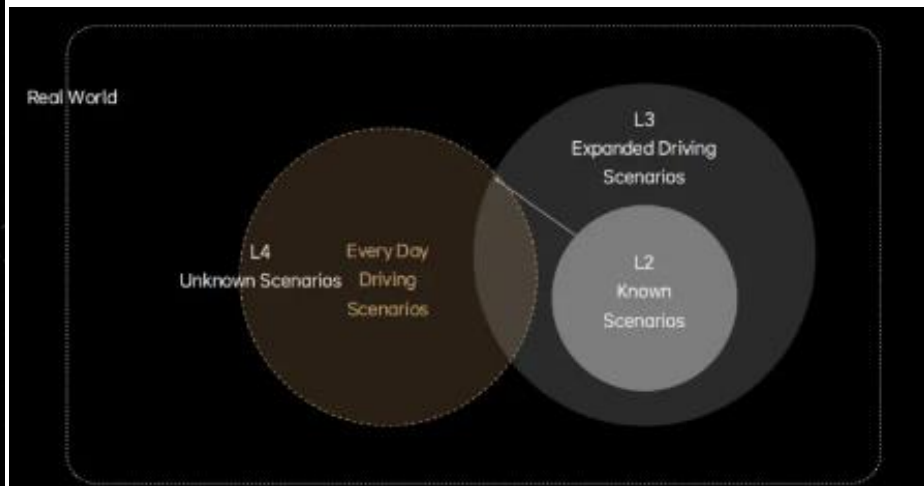 Real World
L3
Expanded Driving
Scenarios
L4
Unknown Scenarios
Every Day
Driving
Scenarios
L2
Known
Scenarios